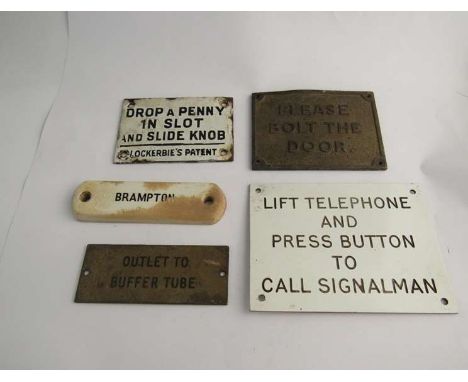 DROP A PENNY
IN SLOT
AND SLIDE KNOB
LOCKERBIE'S PATENT
PLEASE
BOLT THE
DOOR.
BRAMPTON
LIFT TELEPHONE
AND
PRESS BUTTON
TO
CALL SIGNALMAN
OUTLET TO
BUFFER TUBE